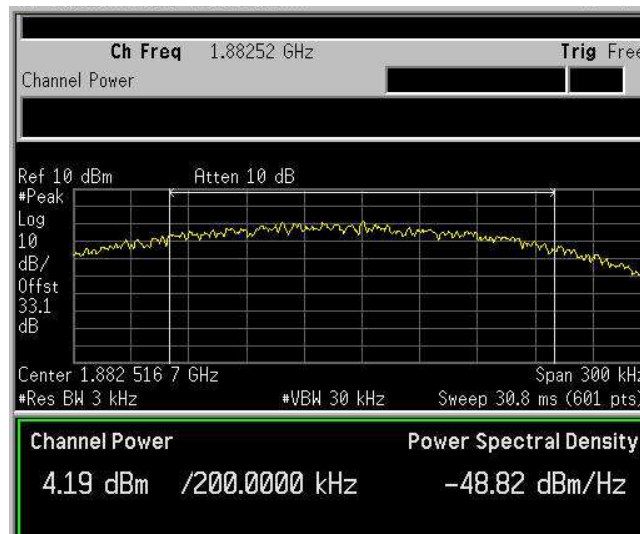 Ch Freq 1.88252 GHz Trig Free
Channel Power
Ref 10 dBm Atten 10 dB
#Peak
Log
10
dB/
Offst
33.1
dB
Center 1.882 516 7 GHz Span 300 kHz
#Res BW 3 kHz #VBW 30 kHz Sweep 30.8 ms (601 pts)
Channel Power Power Spectral Density
4.19 dBm /200.0000 kHz -48.82 dBm/Hz